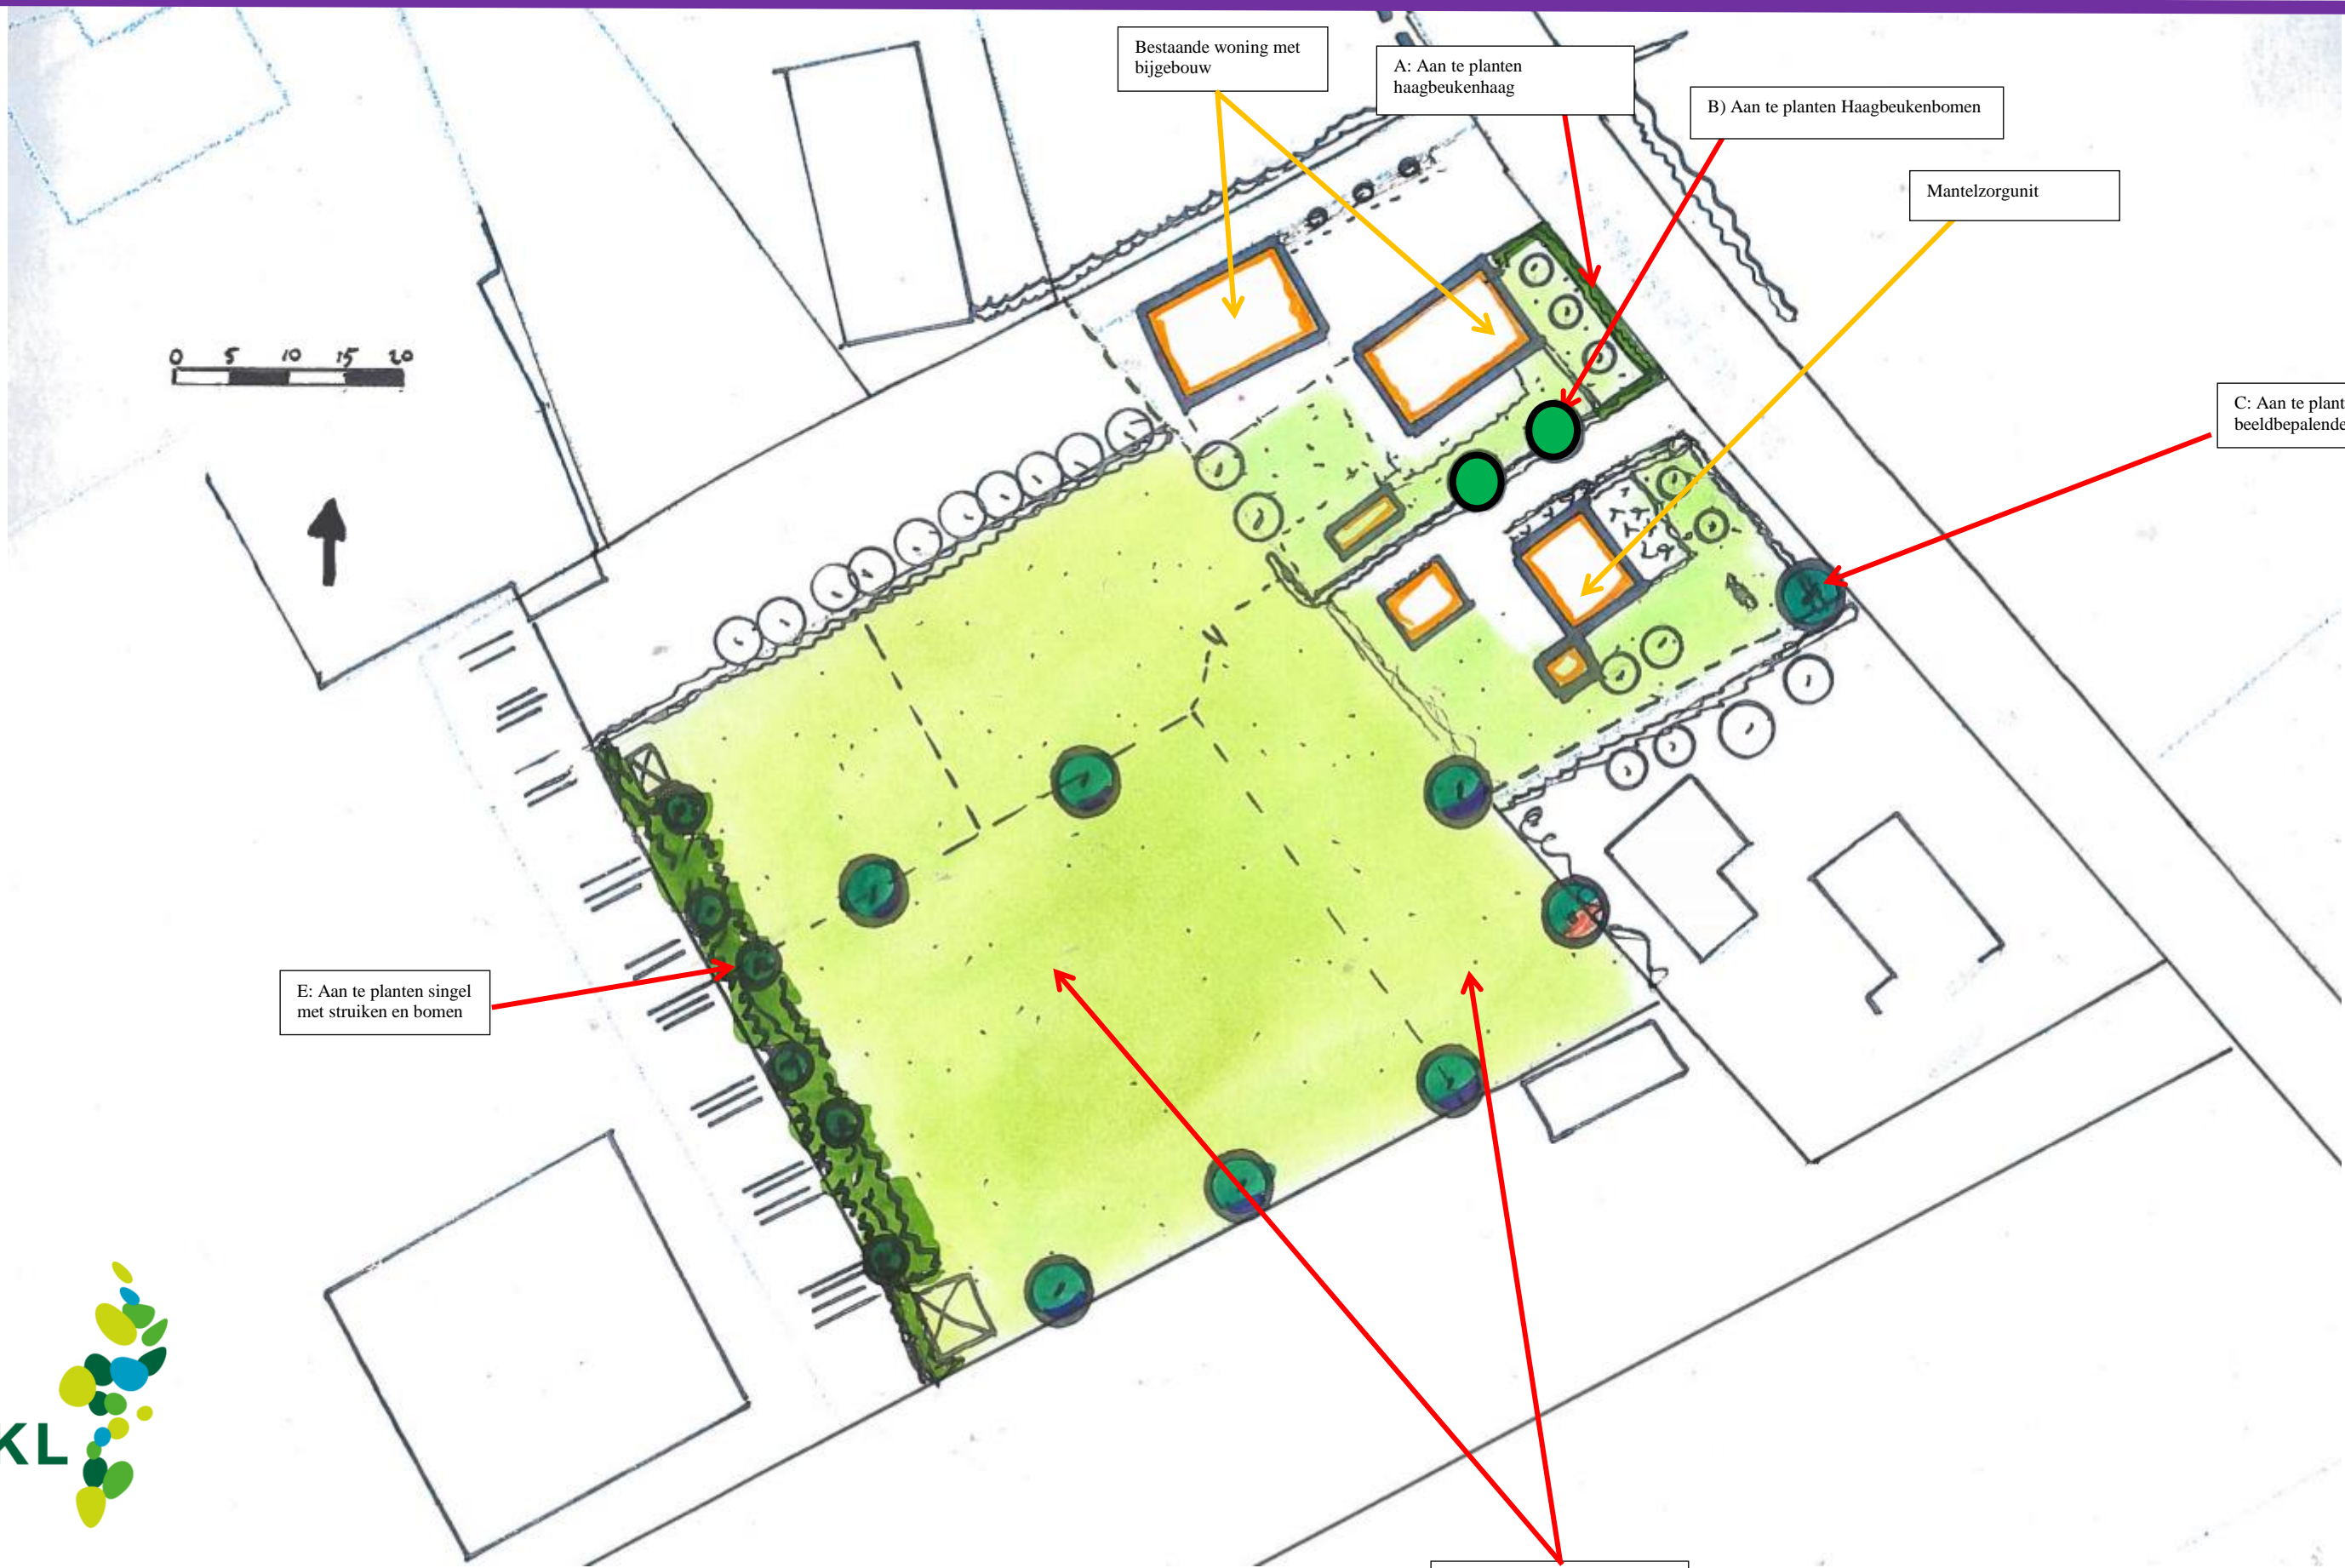 Bestaande woning met
bijgebouw
A: Aan te planten
haagbeukenhaag
B) Aan te planten Haagbeukenbomen
Mantelzorgunit
C: Aan te plant
beeldbepalende
0 5 10 15 20
E: Aan te planten singel
met struiken en bomen
KL